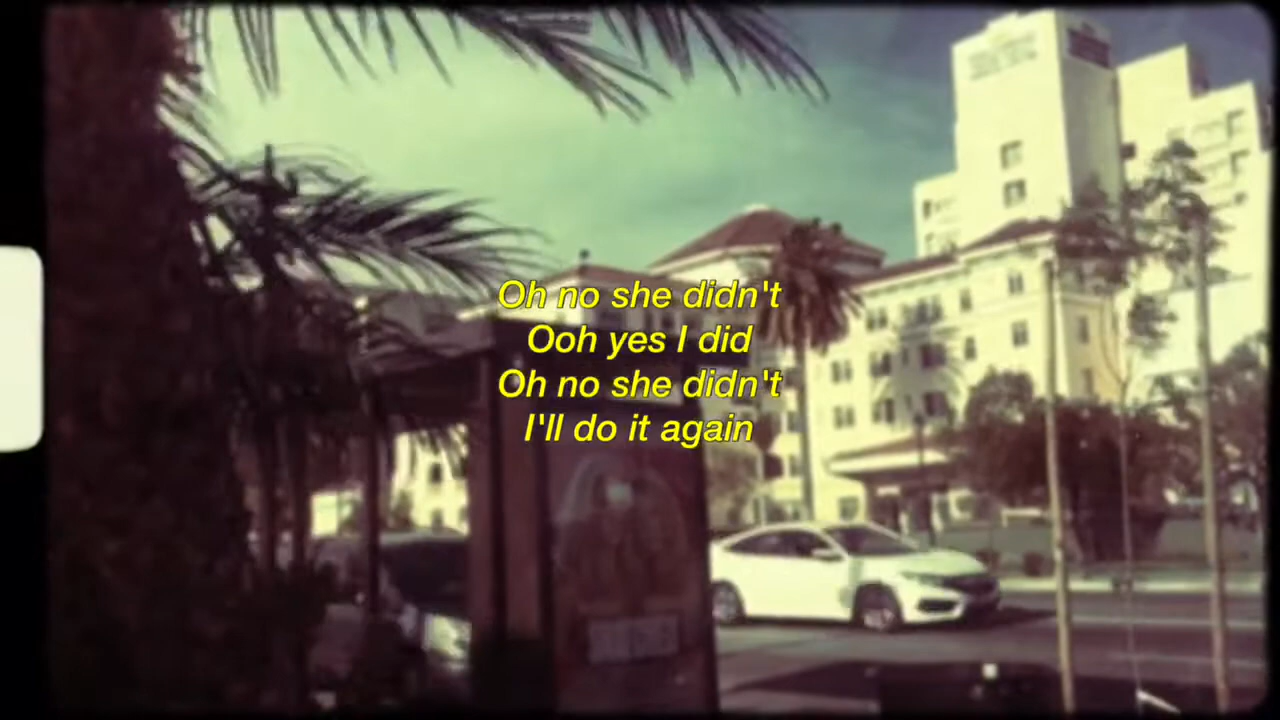 Oh no she didn't
Ooh yes I did
Oh no she didn't
I'll do it again